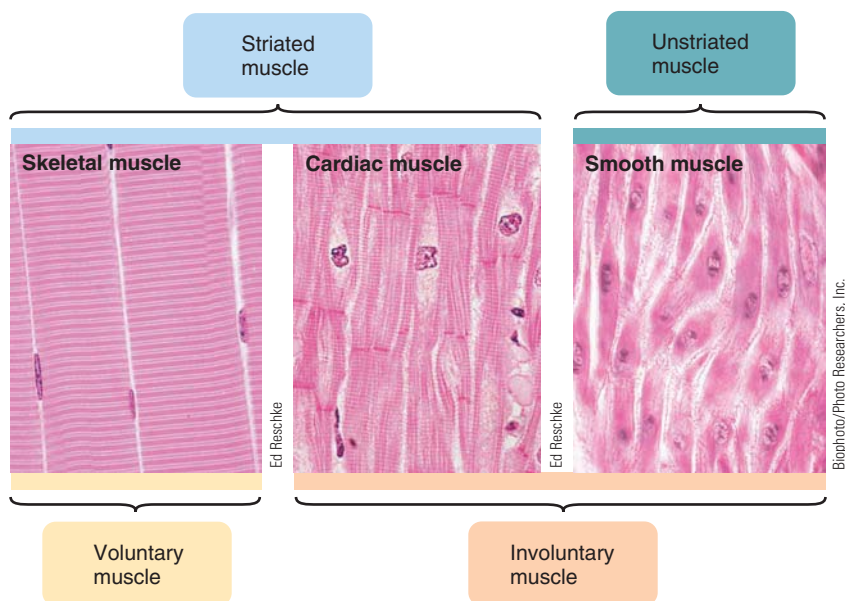 Striated
muscle
Unstriated
muscle
Skeletal muscle
Cardiac muscle
Smooth muscle
Ed Reschke
Ed Reschke
Biophoto/Photo Researchers, Inc.
Voluntary
muscle
Involuntary
muscle